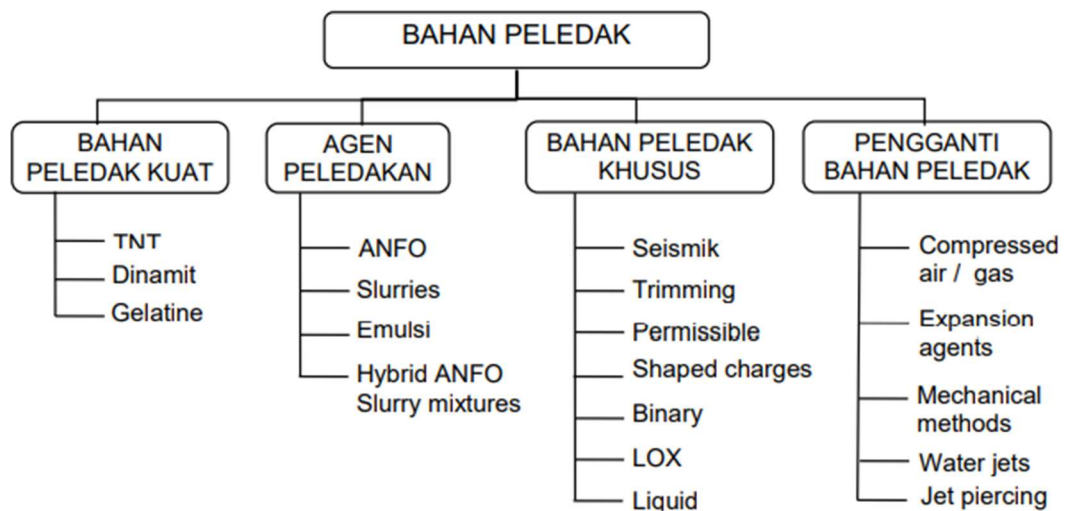 BAHAN PELEDAK
BAHAN
PELEDAK KUAT
TNT
Dinamit
Gelatine
AGEN
PELEDAKAN
ANFO
Slurries
Emulsi
Hybrid ANFO
Slurry mixtures
BAHAN PELEDAK
KHUSUS
Seismik
Trimming
Permissible
Shaped charges
Binary
LOX
Liquid
PENGGANTI
BAHAN PELEDAK
Compressed
air / gas
Expansion
agents
Mechanical
methods
Water jets
Jet piercing